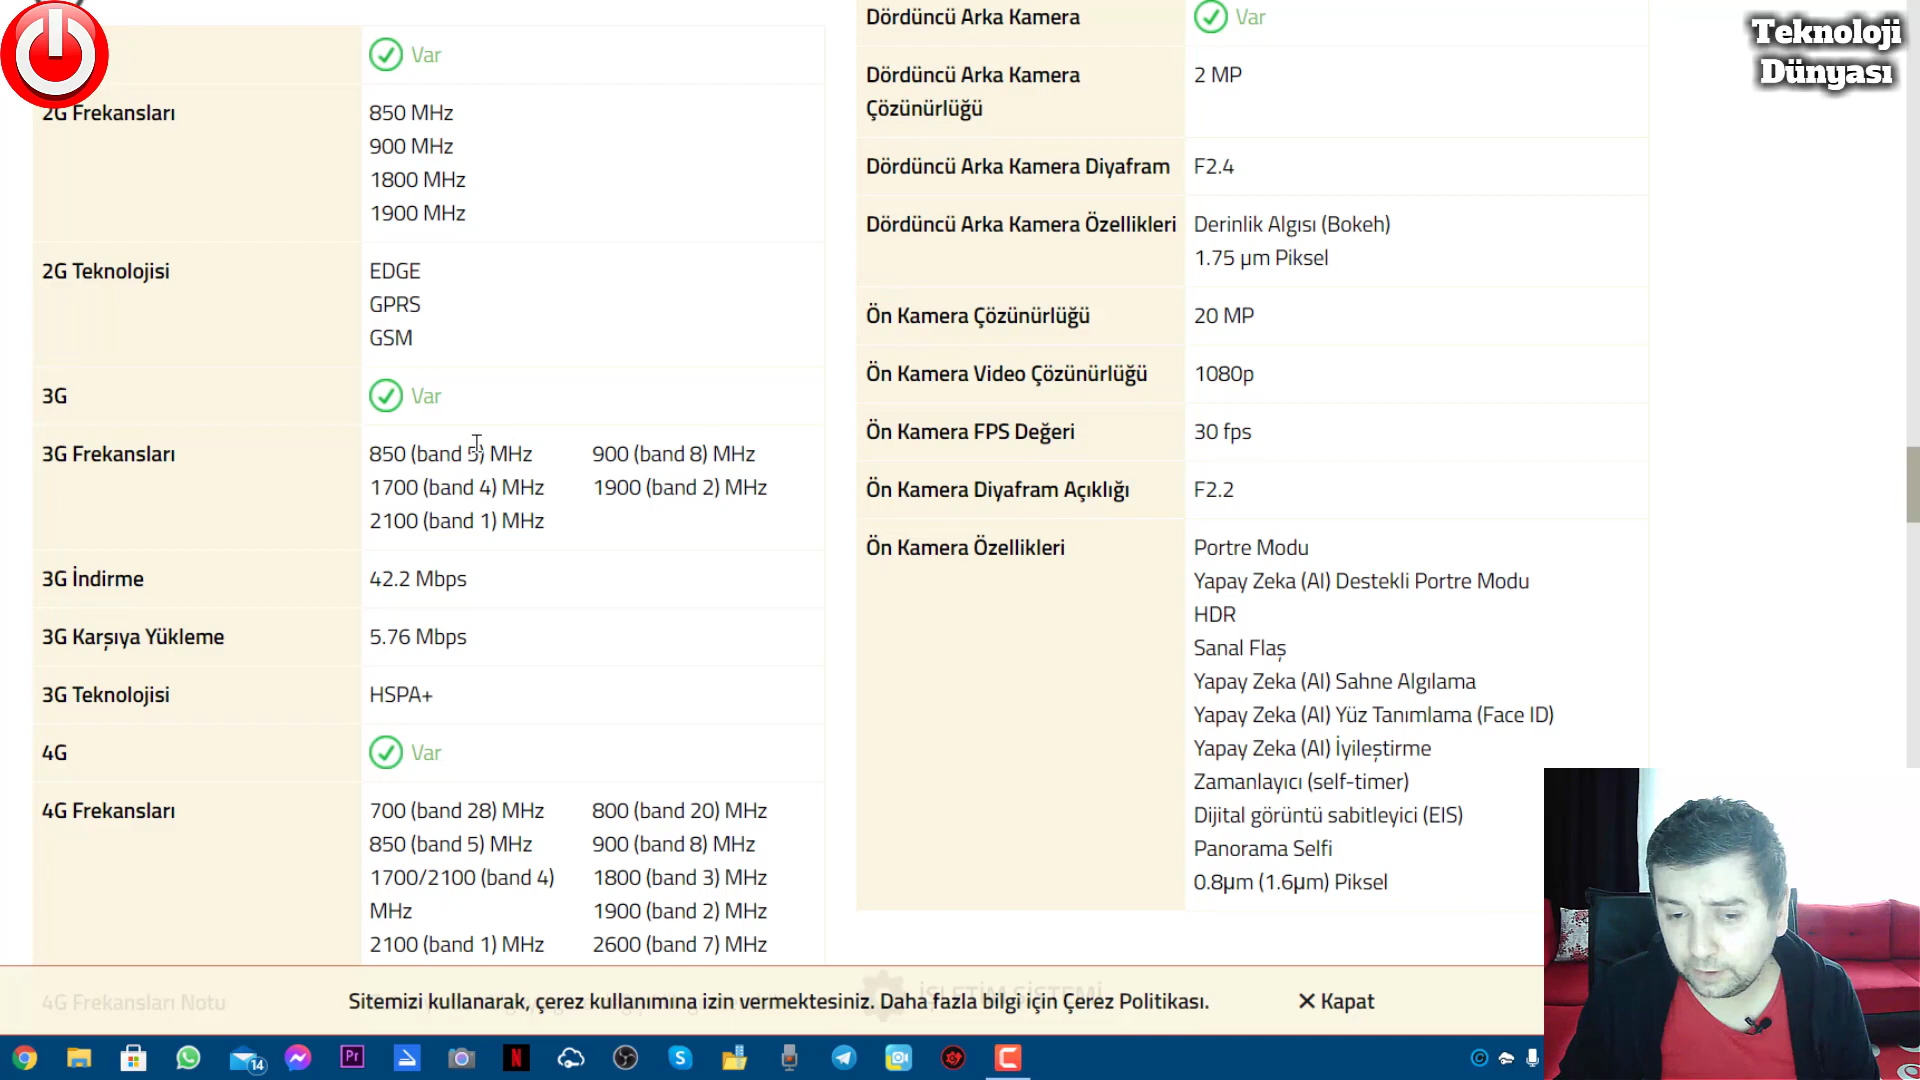 Teknoloji
Dünyası
Var
2G Frekansları
850 MHz
900 MHz
1800 MHz
1900 MHz
2G Teknolojisi
EDGE
GPRS
GSM
3G
Var
3G Frekansları
850 (band 5) MHz
900 (band 8) MHz
1700 (band 4) MHz
1900 (band 2) MHz
2100 (band 1) MHz
3G İndirme
42.2 Mbps
3G Karşıya Yükleme
5.76 Mbps
3G Teknolojisi
HSPA+
4G
Var
4G Frekansları
700 (band 28) MHz
800 (band 20) MHz
850 (band 5) MHz
900 (band 8) MHz
1700/2100 (band 4)
MHz
1800 (band 3) MHz
1900 (band 2) MHz
2100 (band 1) MHz
2600 (band 7) MHz
4G Frekansları Notu
Dördüncü Arka Kamera
Var
Dördüncü Arka Kamera
Çözünürlüğü
2 MP
Dördüncü Arka Kamera Diyafram
F2.4
Dördüncü Arka Kamera Özellikleri
Derinlik Algısı (Bokeh)
1.75 µm Piksel
Ön Kamera Çözünürlüğü
20 MP
Ön Kamera Video Çözünürlüğü
1080p
Ön Kamera FPS Değeri
30 fps
Ön Kamera Diyafram Açıklığı
F2.2
Ön Kamera Özellikleri
Portre Modu
Yapay Zeka (AI) Destekli Portre Modu
HDR
Sanal Flaş
Yapay Zeka (AI) Sahne Algılama
Yapay Zeka (AI) Yüz Tanımlama (Face ID)
Yapay Zeka (AI) İyileştirme
Zamanlayıcı (self-timer)
Dijital görüntü sabitleyici (EIS)
Panorama Selfi
0.8µm (1.6µm) Piksel
İŞLETİM SİSTEMİ
Sitemizi kullanarak, çerez kullanımına izin vermektesiniz. Daha fazla bilgi için Çerez Politikası.
Kapat
14
Pr
N
S
C